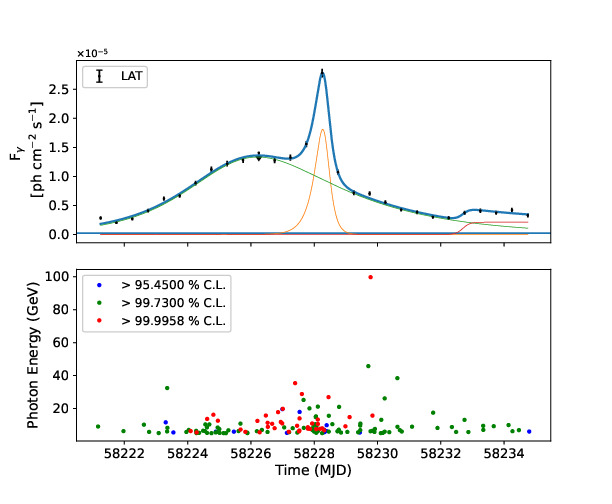 ×10⁻⁵
LAT
2.5
2.0
1.5
1.0
0.5
0.0
Fγ
[ph cm⁻² s⁻¹]
> 95.4500 % C.L.
> 99.7300 % C.L.
> 99.9958 % C.L.
100
80
60
40
20
Photon Energy (GeV)
58222 58224 58226 58228 58230 58232 58234
Time (MJD)